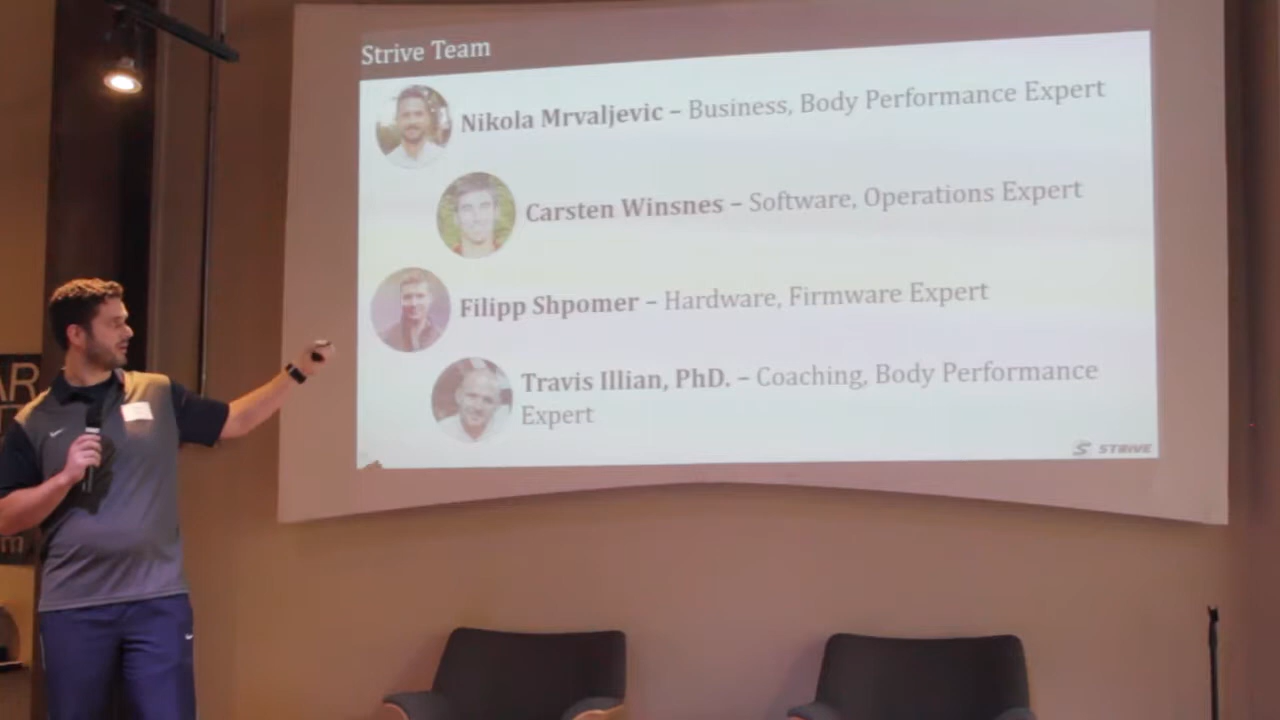 Strive Team
Nikola Mrvaljevic – Business, Body Performance Expert
Carsten Winsnes – Software, Operations Expert
Filipp Shpomer – Hardware, Firmware Expert
Travis Illian, PhD. – Coaching, Body Performance
Expert
STRIVE
AR
m